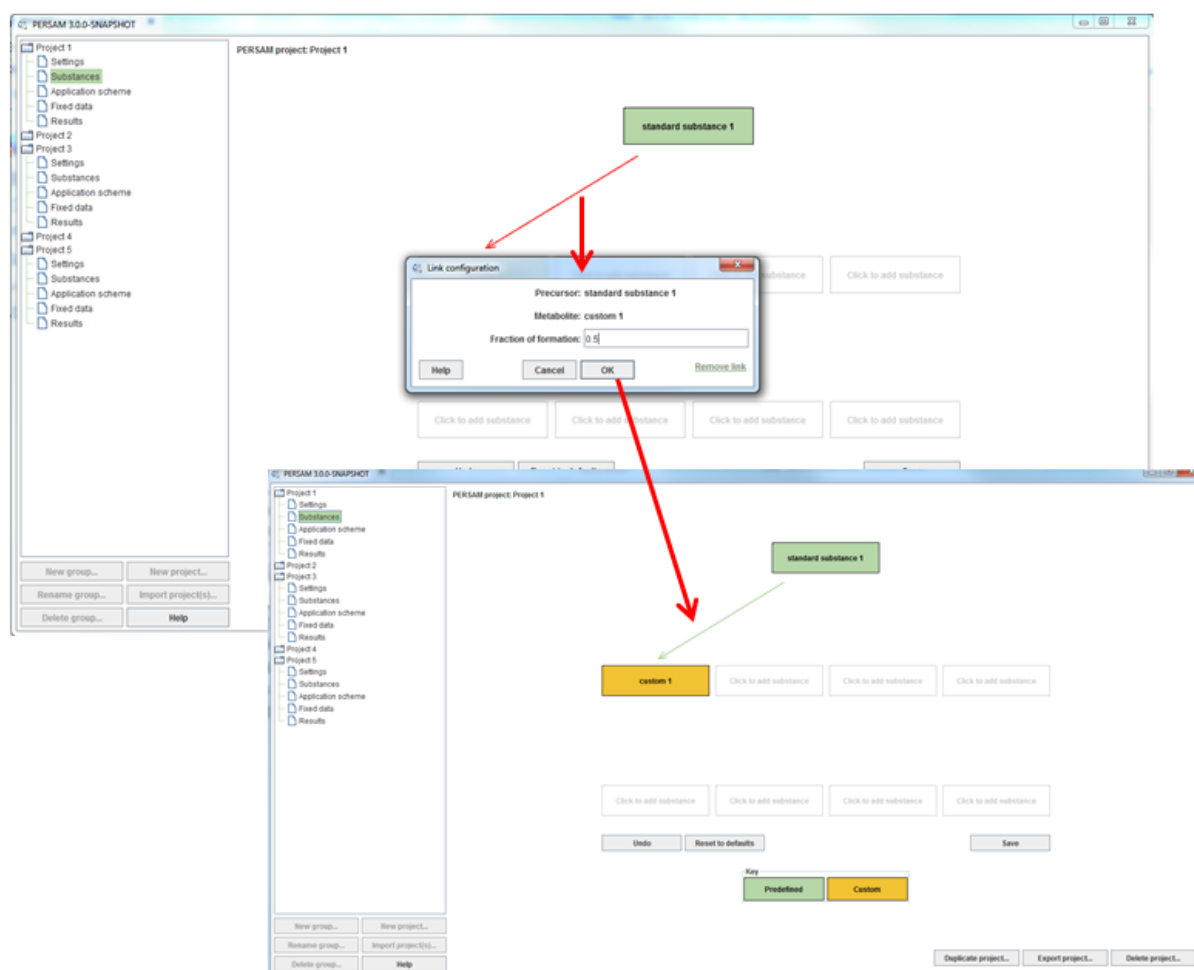 PERSAM 3.0.0-SNAPSHOT
Project 1
Settings
Substances
Application scheme
Fixed data
Results
Project 2
Project 3
Settings
Substances
Application scheme
Fixed data
Results
Project 4
Project 5
Settings
Substances
Application scheme
Fixed data
Results
New group... New project...
Rename group... Import project(s)...
Delete group... Help
PERSAM project: Project 1
standard substance 1
substance Click to add substance
Link configuration
Precursor: standard substance 1
Metabolite: custom 1
Fraction of formation: 0.5
Help Cancel OK Remove link
Click to add substance Click to add substance Click to add substance Click to add substance
PERSAM 3.0.0-SNAPSHOT
Project 1
Settings
Substances
Application scheme
Fixed data
Results
Project 2
Project 3
Settings
Substances
Application scheme
Fixed data
Results
Project 4
Project 5
Settings
Substances
Application scheme
Fixed data
Results
New group... New project...
Rename group... Import project(s)...
Delete group... Help
PERSAM project: Project 1
standard substance 1
custom 1 Click to add substance Click to add substance Click to add substance
Click to add substance Click to add substance Click to add substance Click to add substance
Undo Reset to defaults Save
Key
Predefined Custom
Duplicate project... Export project... Delete project...